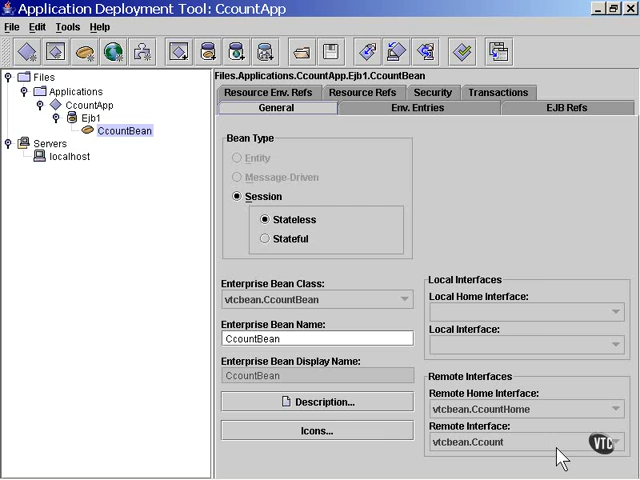 Application Deployment Tool: CcountApp
File Edit Tools Help
Files
Applications
CcountApp
Ejb1
CcountBean
Servers
localhost
Files.Applications.CcountApp.Ejb1.CcountBean
Resource Env. Refs Resource Refs Security Transactions
General Env. Entries EJB Refs
Bean Type
Entity
Message-Driven
Session
Stateless
Stateful
Enterprise Bean Class:
vtcbean.CcountBean
Enterprise Bean Name:
CcountBean
Enterprise Bean Display Name:
CcountBean
Description...
Icons...
Local Interfaces
Local Home Interface:
Local Interface:
Remote Interfaces
Remote Home Interface:
vtcbean.CcountHome
Remote Interface:
vtcbean.Ccount
VTC